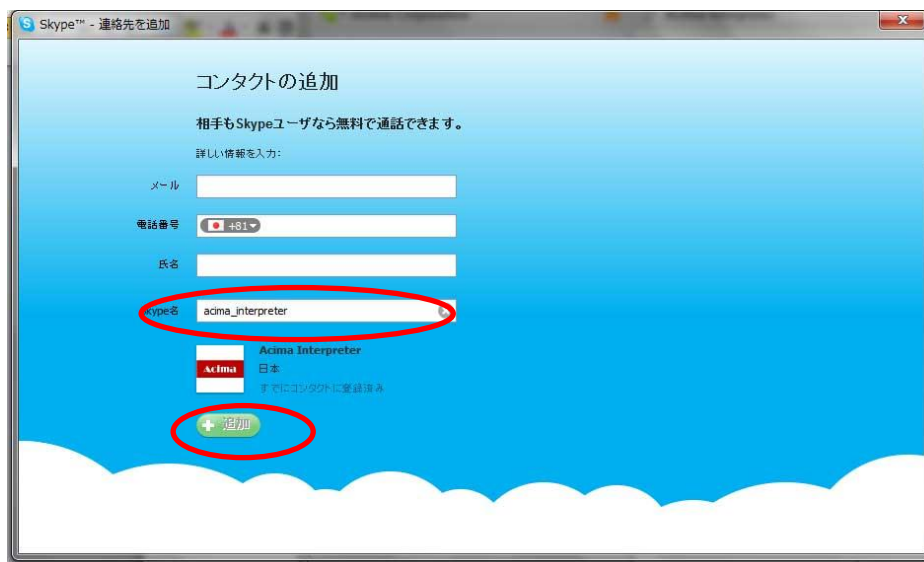 Skype™ - 連絡先を追加
コンタクトの追加
相手もSkypeユーザなら無料で通話できます。
詳しい情報を入力:
メール
電話番号
+81
氏名
Skype名
acima_interpreter
Acima
Acima Interpreter
日本
すでにコンタクトに登録済み
追加